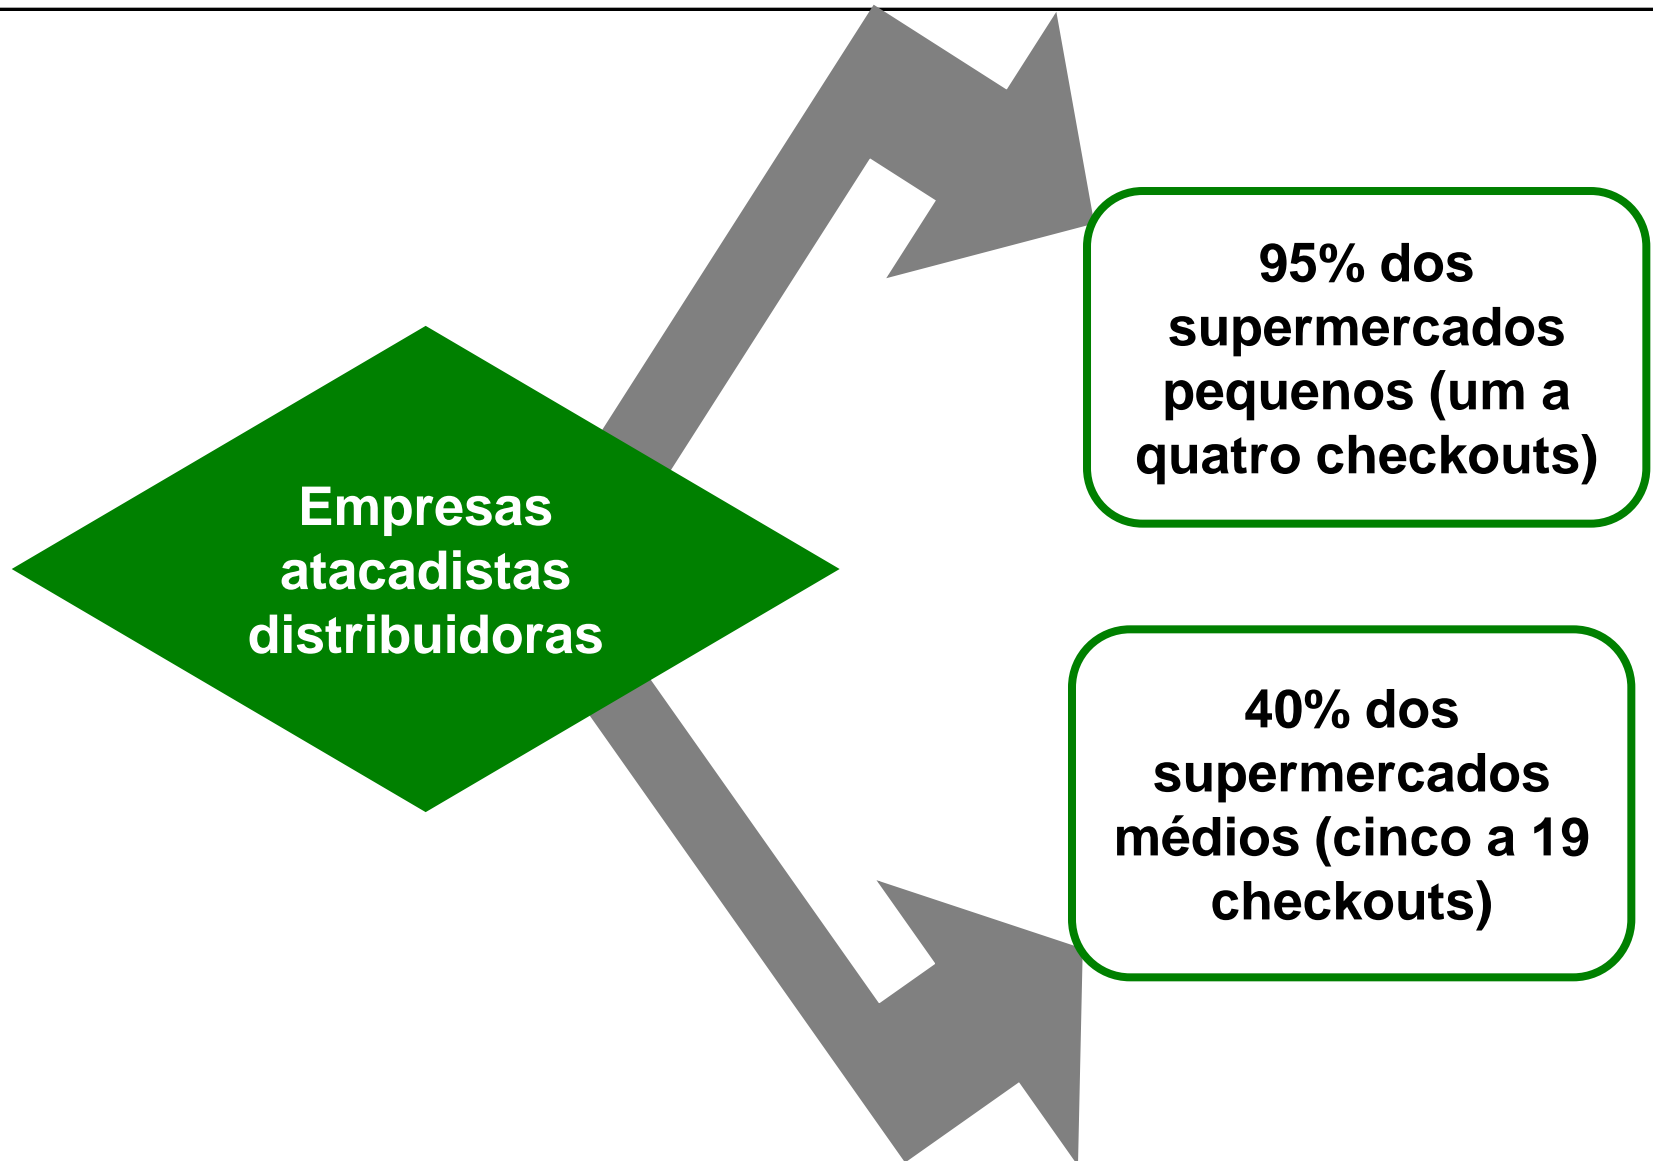 Empresas
atacadistas
distribuidoras
95% dos
supermercados
pequenos (um a
quatro checkouts)
40% dos
supermercados
médios (cinco a 19
checkouts)